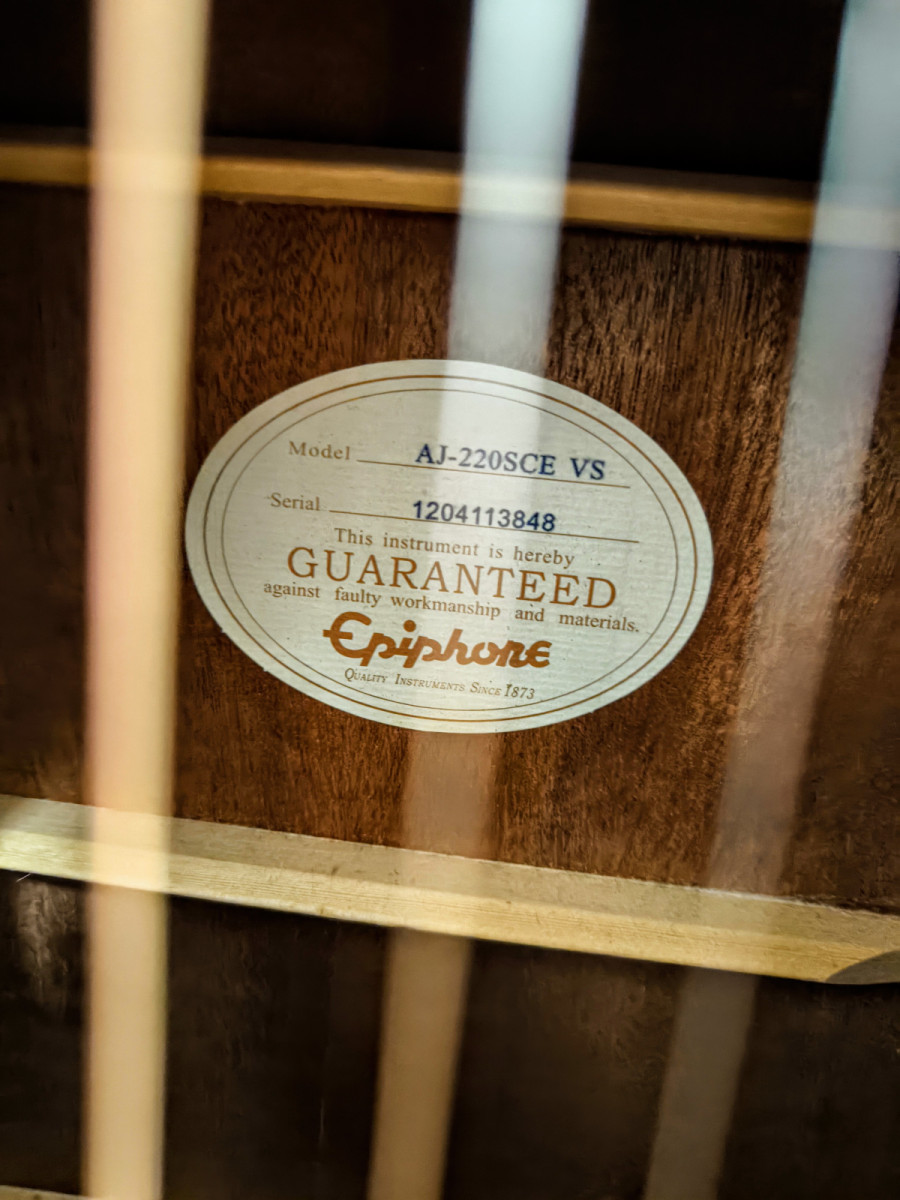 Model AJ-220SCE VS
Serial 1204113848
This instrument is hereby
GUARANTEED
against faulty workmanship and materials.
Epiphone
QUALITY INSTRUMENTS SINCE 1873